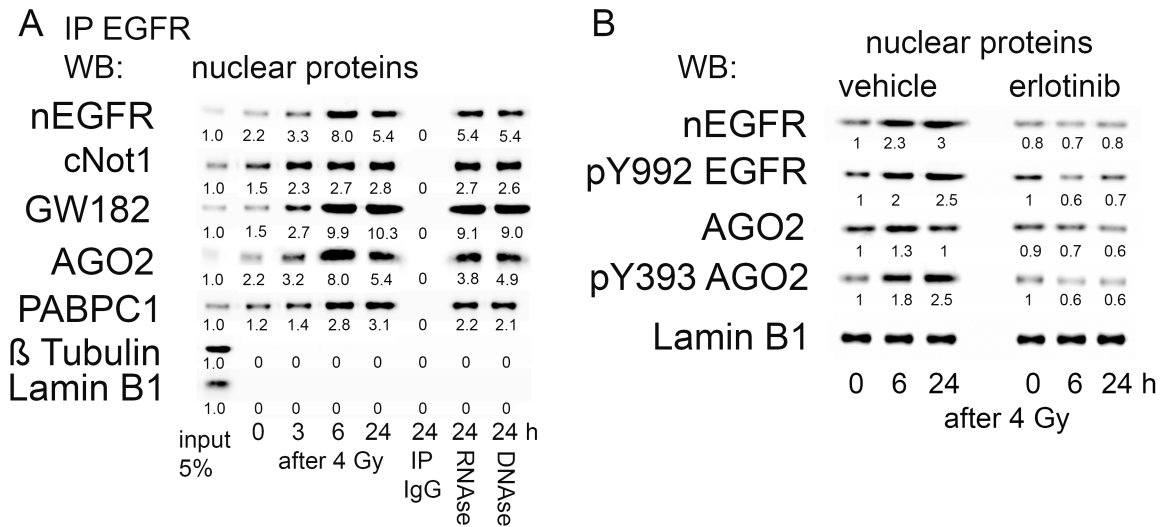 A IP EGFR
WB: nuclear proteins
nEGFR
1.0 2.2 3.3 8.0 5.4 0 5.4 5.4
cNot1
1.0 1.5 2.3 2.7 2.8 0 2.7 2.6
GW182
1.0 1.5 2.7 9.9 10.3 0 9.1 9.0
AGO2
1.0 2.2 3.2 8.0 5.4 0 3.8 4.9
PABPC1
1.0 1.2 1.4 2.8 3.1 0 2.2 2.1
ß Tubulin
1.0 0 0 0 0 0 0 0
Lamin B1
1.0 0 0 0 0 0 0 0
input 0 3 6 24 24 24 24 h
5% after 4 Gy IP IgG RNAse DNAse
B
nuclear proteins
WB: vehicle erlotinib
nEGFR
1 2.3 3 0.8 0.7 0.8
pY992 EGFR
1 2 2.5 1 0.6 0.7
AGO2
1 1.3 1 0.9 0.7 0.6
pY393 AGO2
1 1.8 2.5 1 0.6 0.6
Lamin B1
0 6 24 0 6 24 h
after 4 Gy